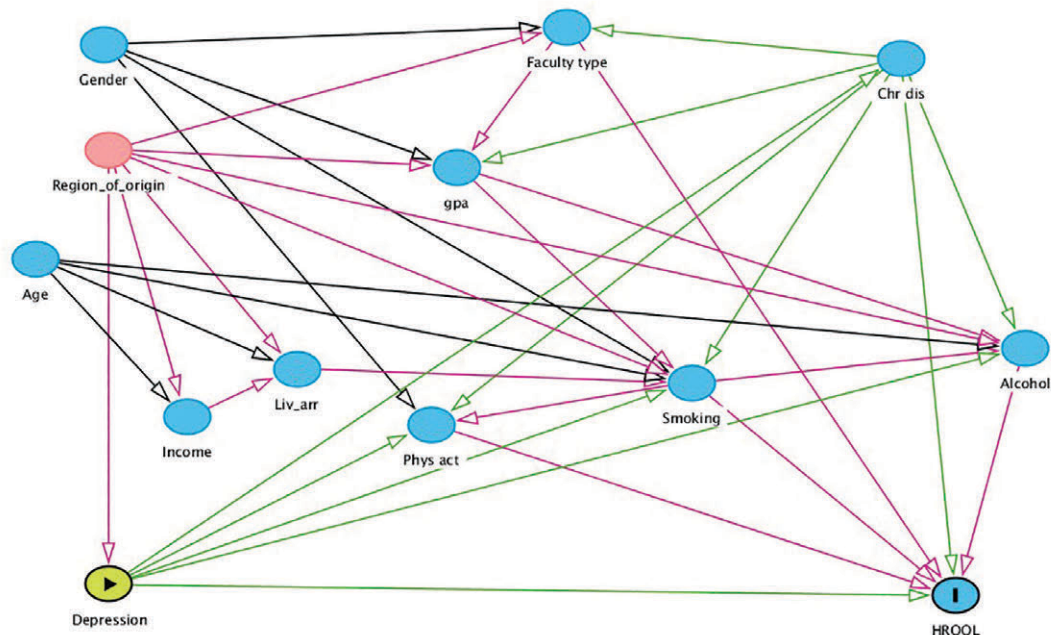 Gender
Faculty type
Chr dis
Region_of_origin
gpa
Age
Liv_arr
Income
Phys act
Smoking
Alcohol
Depression
HRQOL